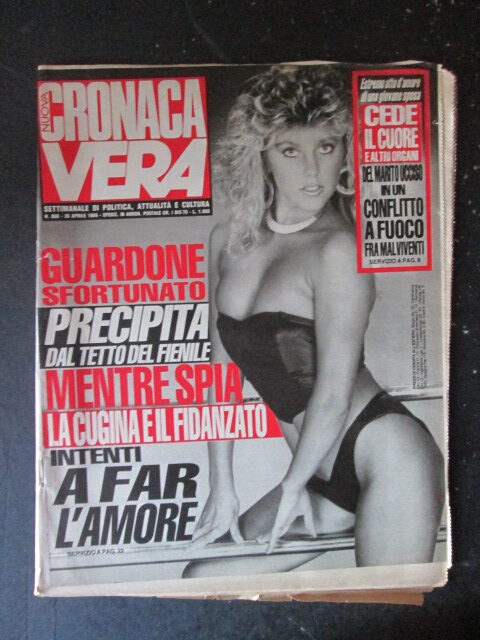 NUOVA
CRONACA
VERA
SETTIMANALE DI POLITICA, ATTUALITÀ E CULTURA
APRILE
GUARDONE
SFORTUNATO
PRECIPITA
DAL TETTO DEL FIENILE
MENTRE SPIA
LA CUGINA E IL FIDANZATO
INTENTI
A FAR
L'AMORE
SERVIZIO A PAG. 22
Estremo atto d'amore
di una giovane sposa
CEDE
IL CUORE
E ALTRI ORGANI
DEL MARITO UCCISO
IN UN
CONFLITTO
A FUOCO
FRA MALVIVENTI
SERVIZIO A PAG. 8